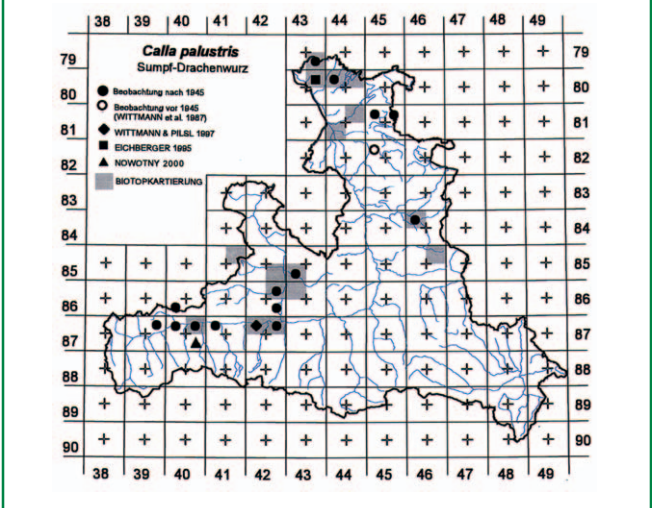 38 39 40 41 42 43 44 45 46 47 48 49
Calla palustris
Sumpf-Drachenwurz
Beobachtung nach 1945
Beobachtung vor 1945
(WITTMANN et al. 1987)
WITTMANN & PILSL 1997
EICHBERGER 1995
NOWOTNY 2000
BIOTOPKARTIERUNG
79 79
80 80
81 81
82 82
83 83
84 84
85 85
86 86
87 87
88 88
89 89
90 90
38 39 40 41 42 43 44 45 46 47 48 49